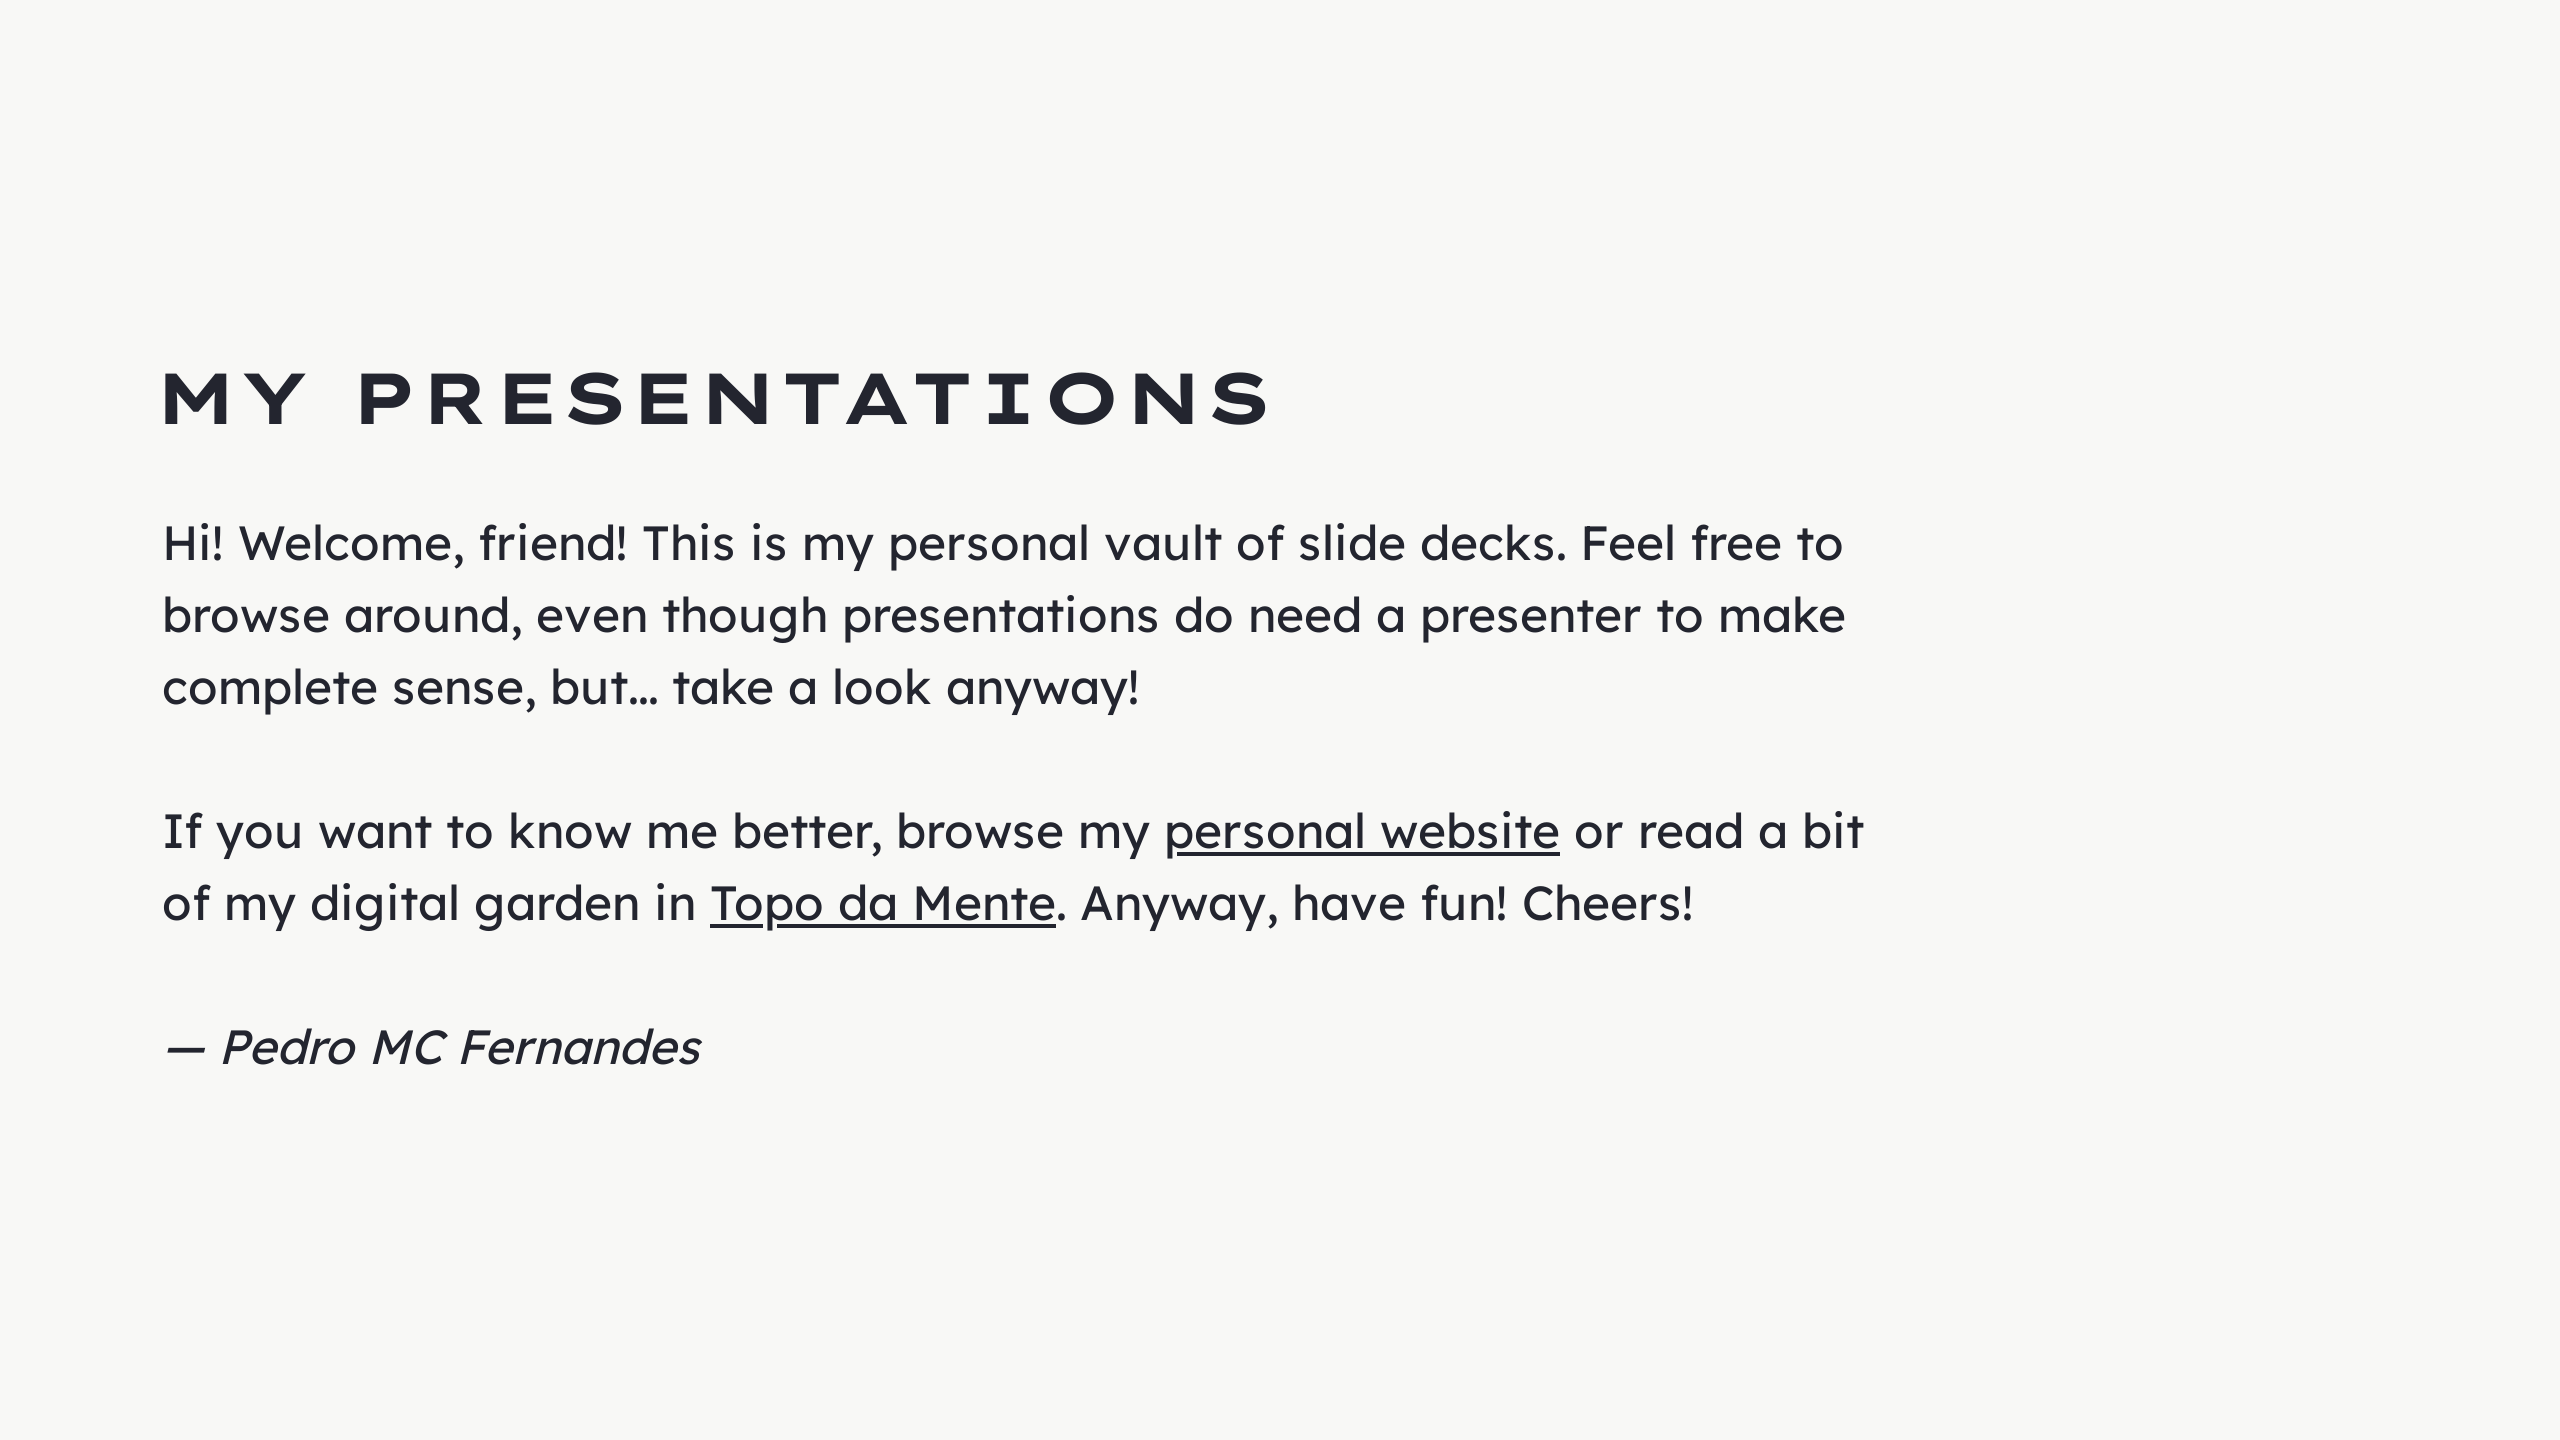 MY PRESENTATIONS
Hi! Welcome, friend! This is my personal vault of slide decks. Feel free to
browse around, even though presentations do need a presenter to make
complete sense, but... take a look anyway!
If you want to know me better, browse my personal website or read a bit
of my digital garden in Topo da Mente. Anyway, have fun! Cheers!
— Pedro MC Fernandes